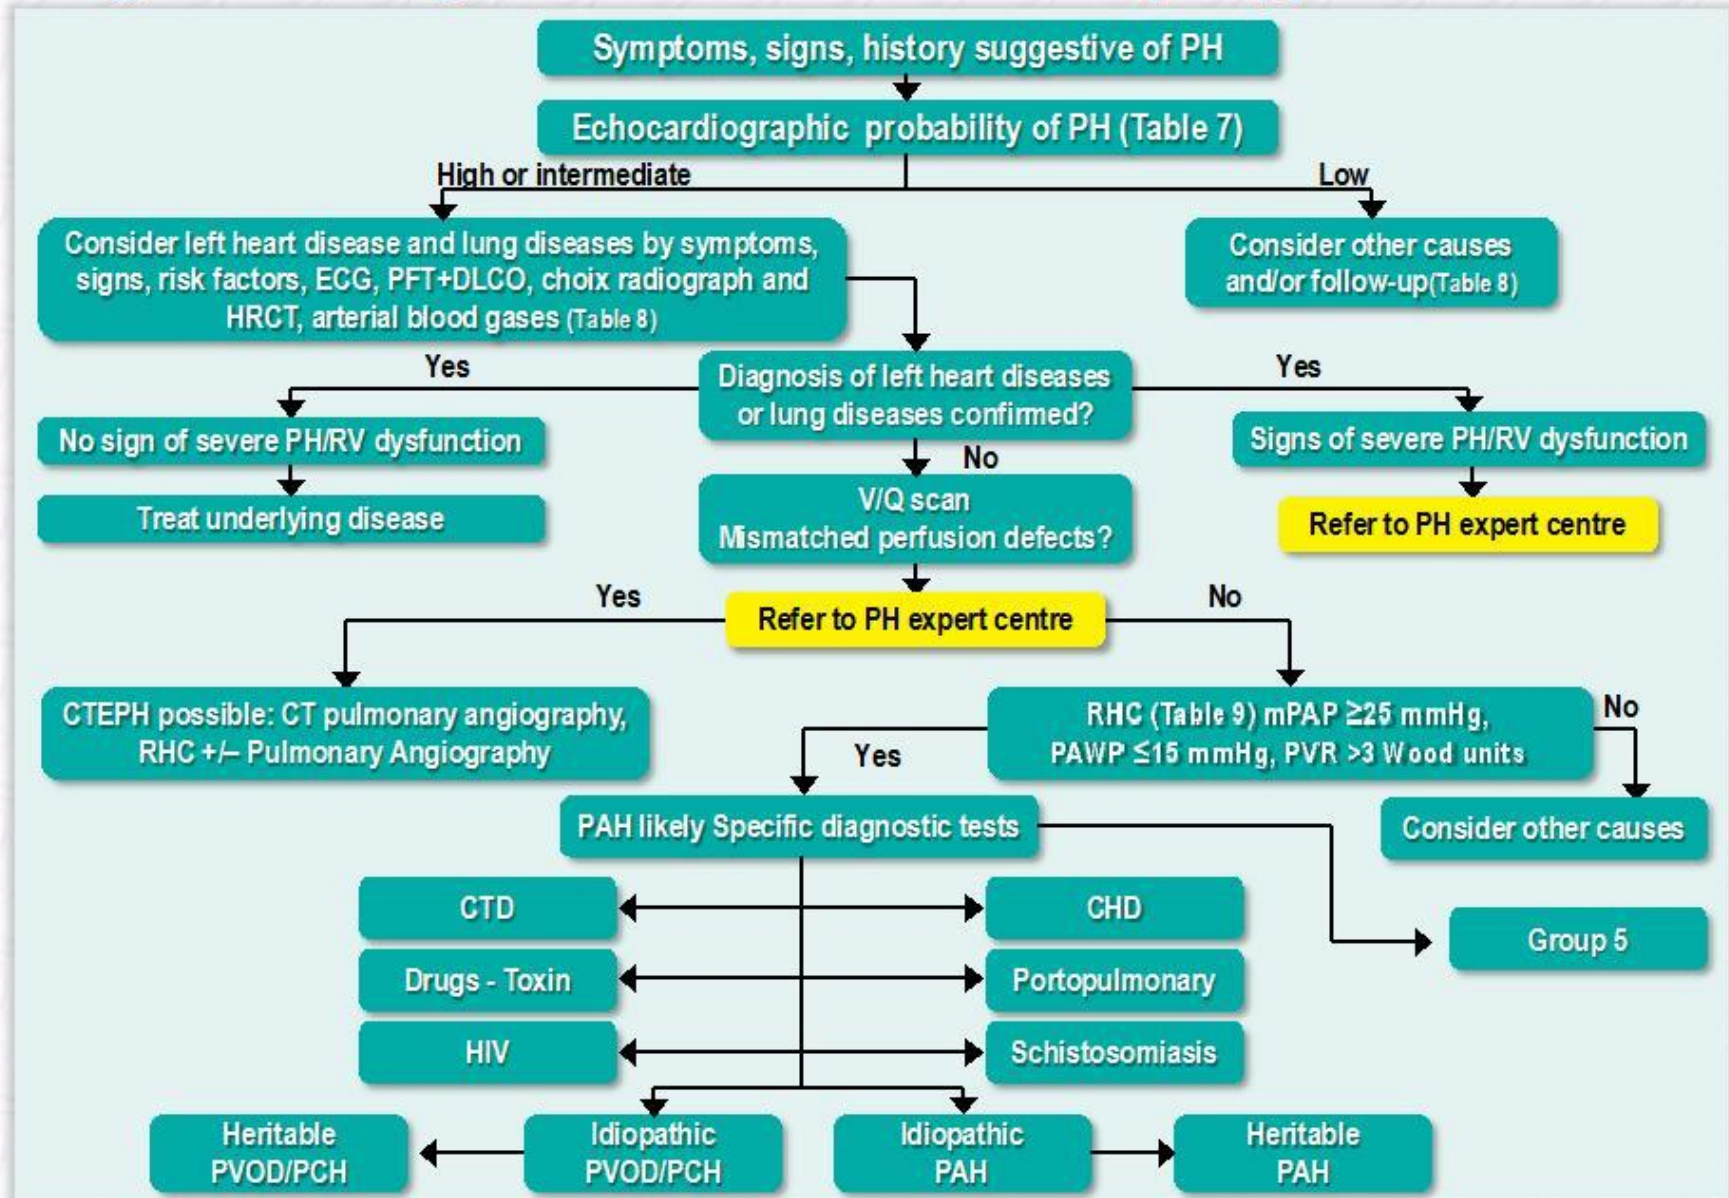 Symptoms, signs, history suggestive of PH
Echocardiographic probability of PH (Table 7)
High or intermediate
Low
Consider left heart disease and lung diseases by symptoms,
signs, risk factors, ECG, PFT+DLCO, choix radiograph and
HRCT, arterial blood gases (Table 8)
Consider other causes
and/or follow-up(Table 8)
Yes
Diagnosis of left heart diseases
or lung diseases confirmed?
Yes
No sign of severe PH/RV dysfunction
Signs of severe PH/RV dysfunction
No
Treat underlying disease
V/Q scan
Mismatched perfusion defects?
Refer to PH expert centre
Yes
Refer to PH expert centre
No
CTEPH possible: CT pulmonary angiography,
RHC +/– Pulmonary Angiography
RHC (Table 9) mPAP ≥25 mmHg,
PAWP ≤15 mmHg, PVR >3 Wood units
No
Yes
PAH likely Specific diagnostic tests
Consider other causes
CTD
CHD
Group 5
Drugs - Toxin
Portopulmonary
HIV
Schistosomiasis
Heritable
PVOD/PCH
Idiopathic
PVOD/PCH
Idiopathic
PAH
Heritable
PAH